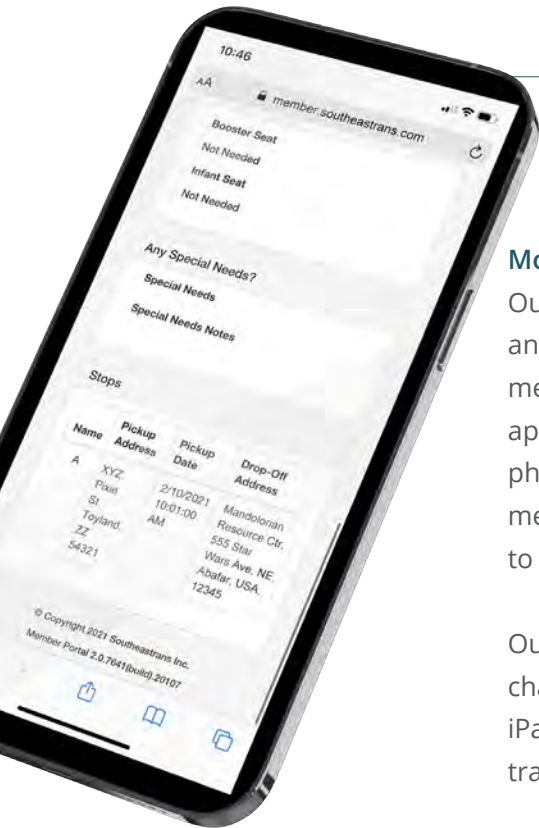 10:46
AA member.southeastrans.com
Booster Seat
Not Needed
Infant Seat
Not Needed
Any Special Needs?
Special Needs
Special Needs Notes
Stops
Name Pickup Address Pickup Date Drop-Off Address
A XYZ Pixie St Toyland, ZZ 54321 2/10/2021 10:01:00 AM Mandolorian Resource Ctr, 555 Star Wars Ave, NE, Abafar, USA, 12345
© Copyright 2021 Southeastrans Inc.
Member Portal 2.0.7641(build).20107
Mo
Ou
an
me
ap
ph
me
to
Ou
cha
iPa
tra